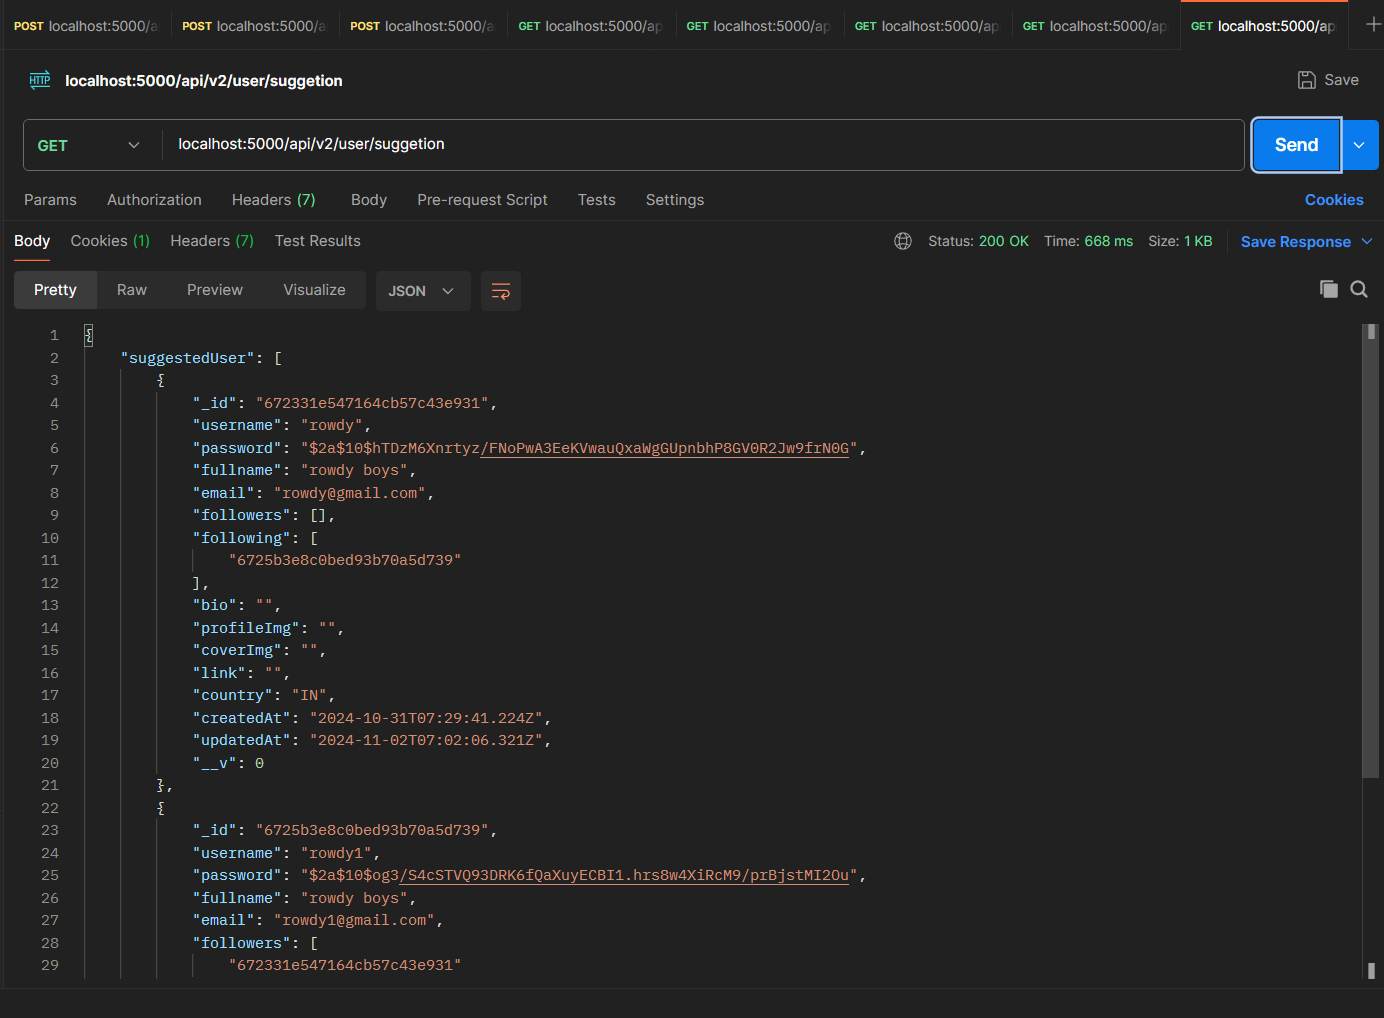 POST localhost:5000/a POST localhost:5000/a POST localhost:5000/a GET localhost:5000/ap GET localhost:5000/ap GET localhost:5000/ap GET localhost:5000/ap GET localhost:5000/ap +
HTTP localhost:5000/api/v2/user/suggetion Save
GET localhost:5000/api/v2/user/suggetion Send
Params Authorization Headers (7) Body Pre-request Script Tests Settings Cookies
Body Cookies (1) Headers (7) Test Results Status: 200 OK Time: 668 ms Size: 1 KB Save Response
Pretty Raw Preview Visualize JSON
1 {
2 "suggestedUser": [
3 {
4 "_id": "672331e547164cb57c43e931",
5 "username": "rowdy",
6 "password": "$2a$10$hTDzM6Xnrtyz/FNoPwA3EeKVwauQxaWgGUpnbhP8GV0R2Jw9frN0G",
7 "fullname": "rowdy boys",
8 "email": "rowdy@gmail.com",
9 "followers": [],
10 "following": [
11 "6725b3e8c0bed93b70a5d739"
12 ],
13 "bio": "",
14 "profileImg": "",
15 "coverImg": "",
16 "link": "",
17 "country": "IN",
18 "createdAt": "2024-10-31T07:29:41.224Z",
19 "updatedAt": "2024-11-02T07:02:06.321Z",
20 "__v": 0
21 },
22 {
23 "_id": "6725b3e8c0bed93b70a5d739",
24 "username": "rowdy1",
25 "password": "$2a$10$og3/S4cSTVQ93DRK6fQaXuyECBI1.hrs8w4XiRcM9/prBjstMI2Ou",
26 "fullname": "rowdy boys",
27 "email": "rowdy1@gmail.com",
28 "followers": [
29 "672331e547164cb57c43e931"